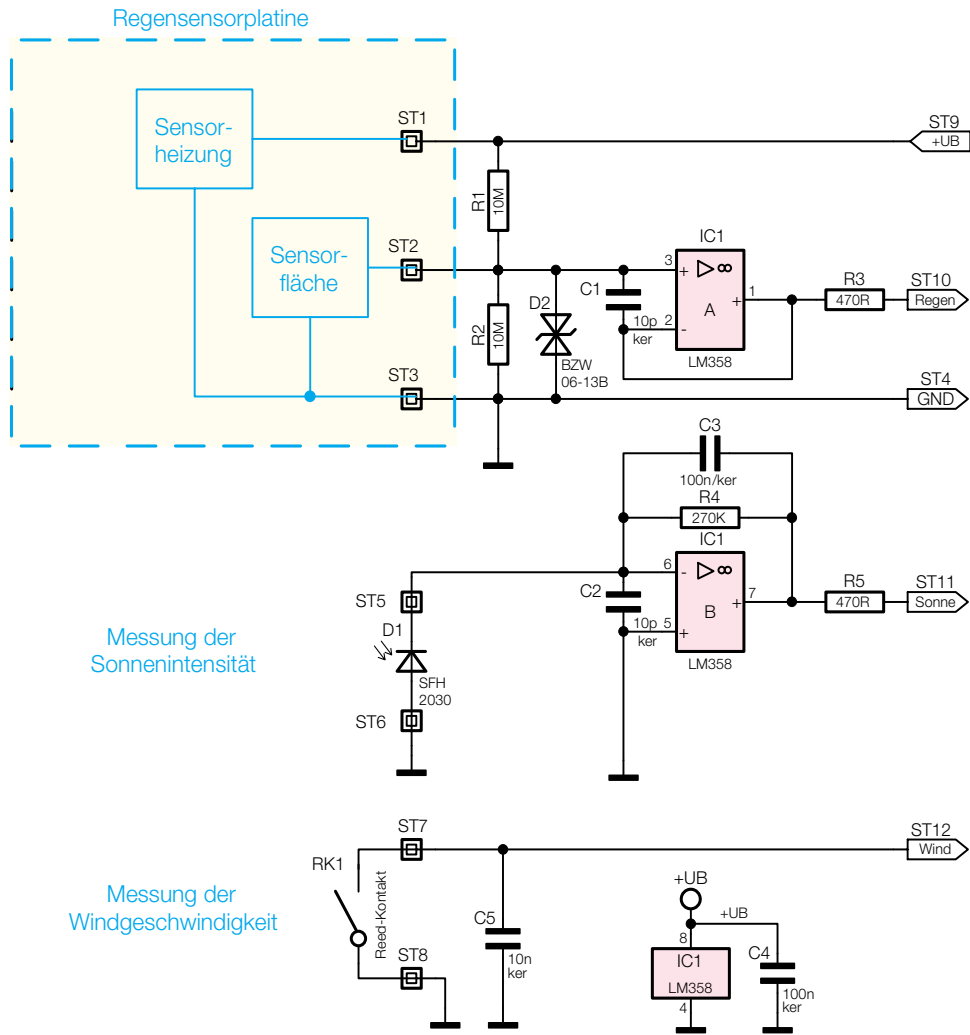 Regensensorplatine
Sensor-
heizung
ST1
ST9
+UB
R1
10M
Sensor-
fläche
ST2
R2
10M
D2
BZW
06-13B
C1
10p
ker
IC1
3
+
▷∞
A
2
-
+
1
LM358
R3
470R
ST10
Regen
ST3
ST4
GND
C3
100n/ker
R4
270K
IC1
6
-
▷∞
B
5
+
+
7
LM358
C2
10p
ker
R5
470R
ST11
Sonne
Messung der
Sonnenintensität
ST5
D1
SFH
2030
ST6
Messung der
Windgeschwindigkeit
RK1
Reed-Kontakt
ST7
ST8
C5
10n
ker
ST12
Wind
+UB
+UB
8
IC1
LM358
4
C4
100n
ker